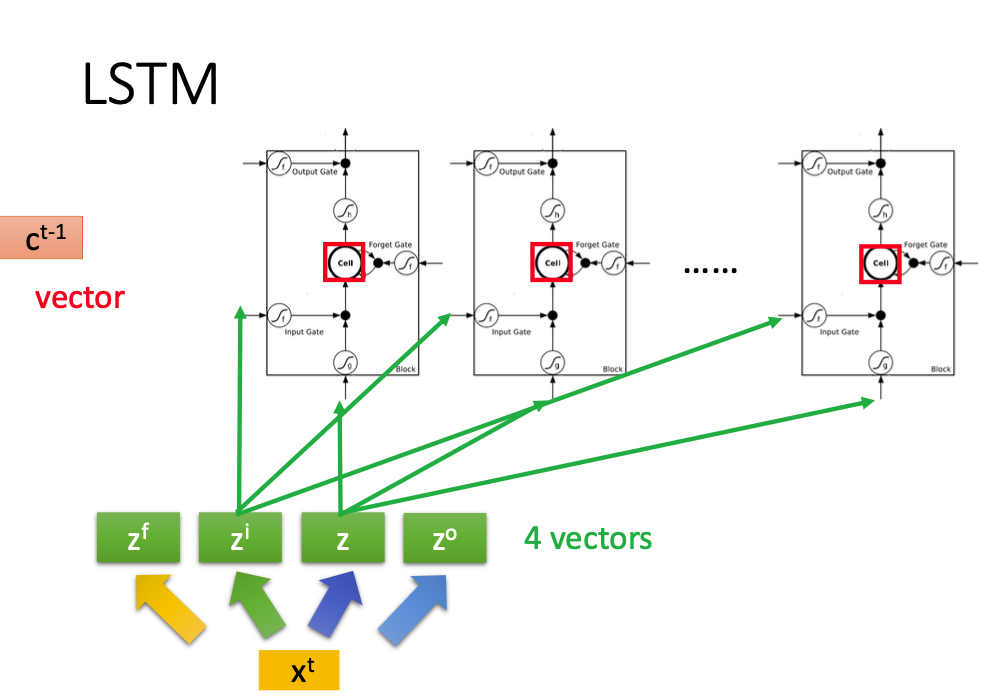 LSTM
Output Gate
Output Gate
Output Gate
f
f
f
h
h
h
c^t-1
Forget Gate
Forget Gate
Forget Gate
Cell
Cell
Cell
f
f
f
......
vector
f
f
f
Input Gate
Input Gate
Input Gate
g
g
g
Block
Block
Block
z^f
z^i
z
z^o
4 vectors
x^t